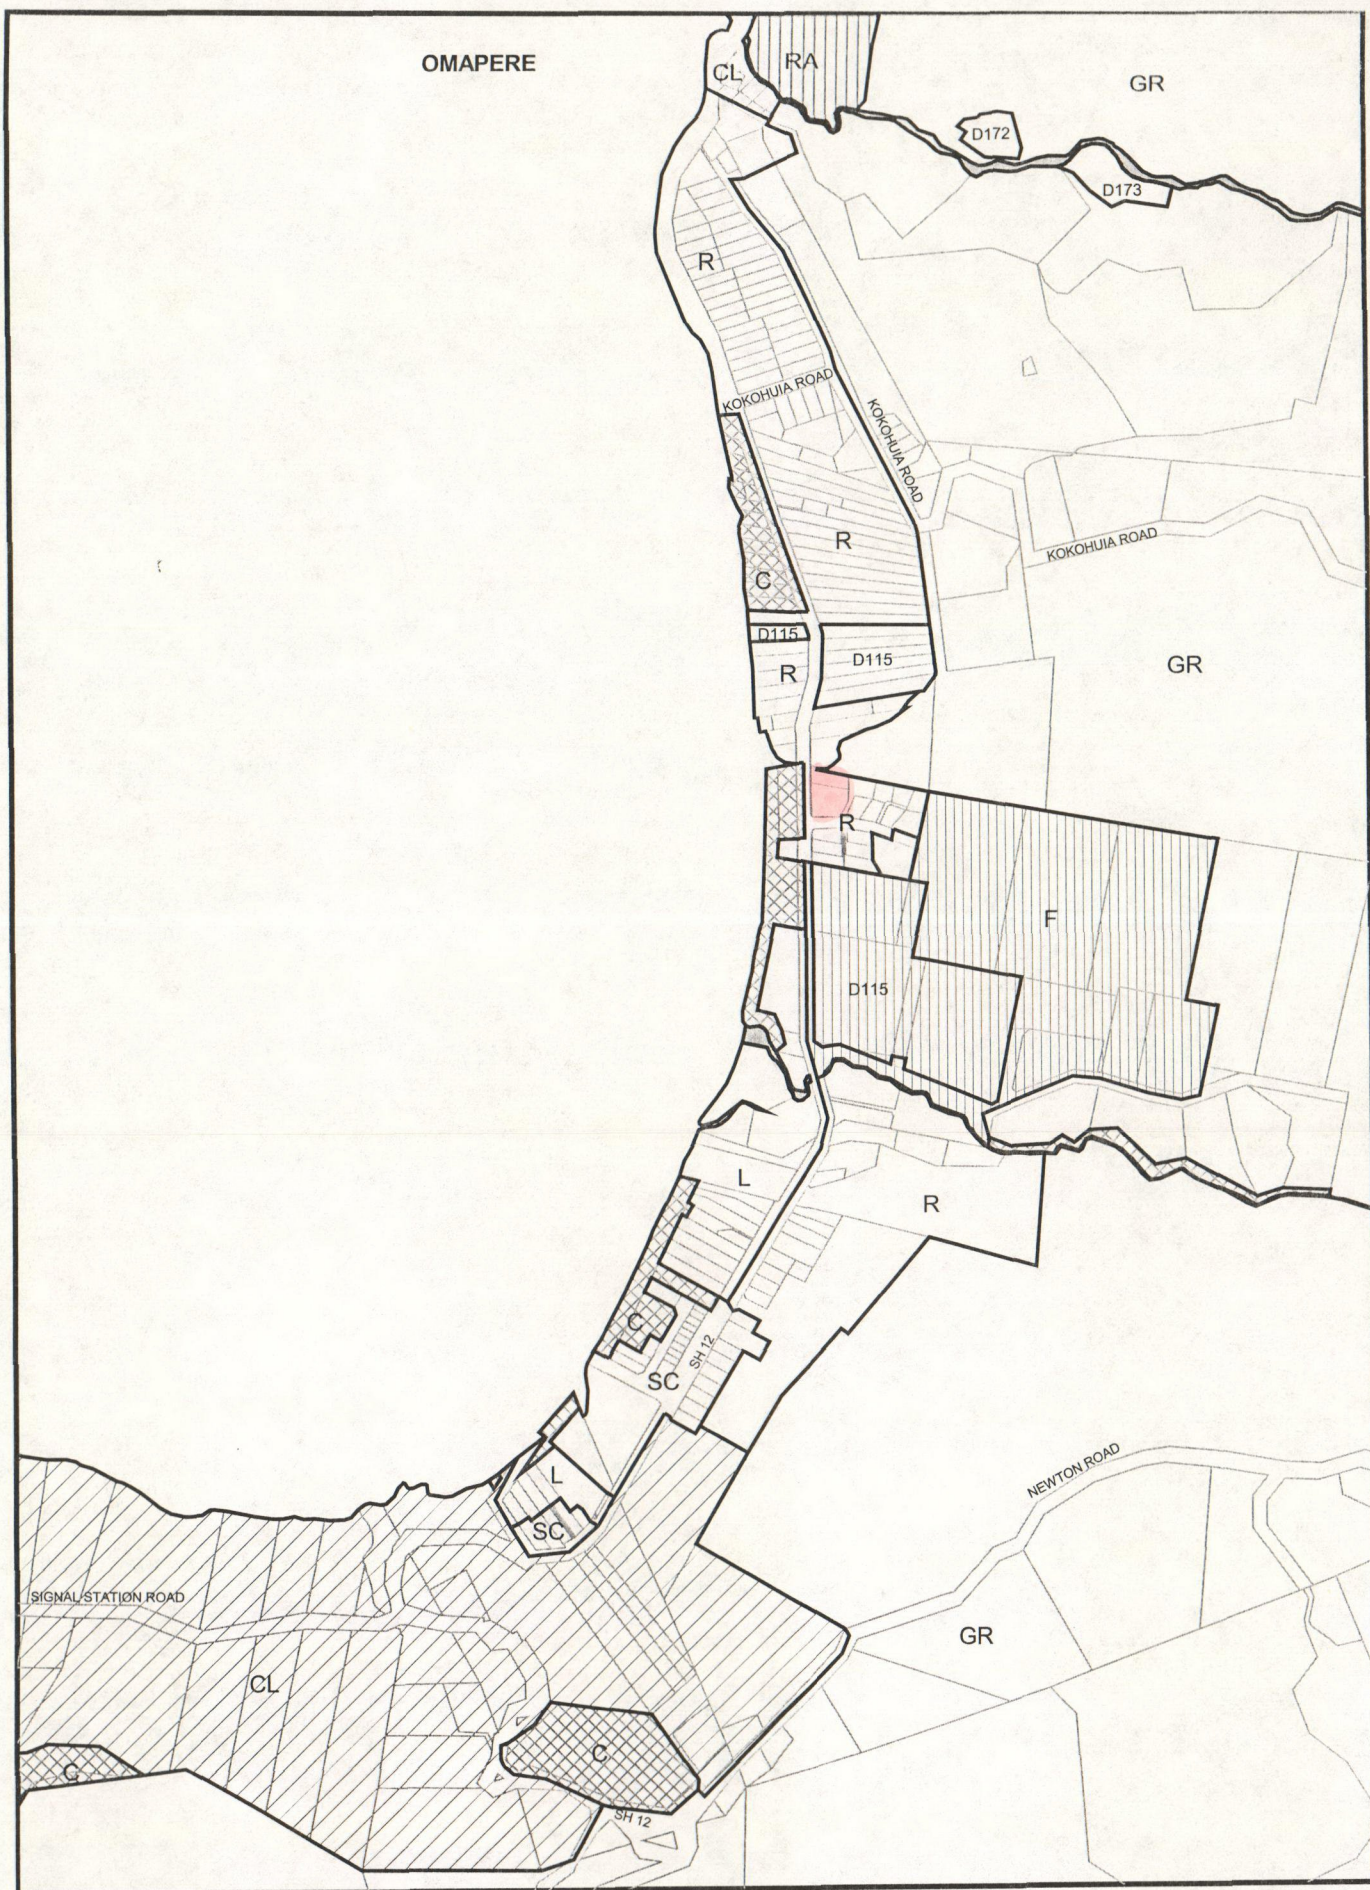 OMAPERE
CL
RA
GR
D172
D173
R
KOKOHUIA ROAD
KOKOHUIA ROAD
R
KOKOHUIA ROAD
C
D115
D115
R
GR
R
F
D115
L
R
C
SH 12
SC
L
SC
NEWTON ROAD
SIGNAL STATION ROAD
GR
CL
C
C
SH 12